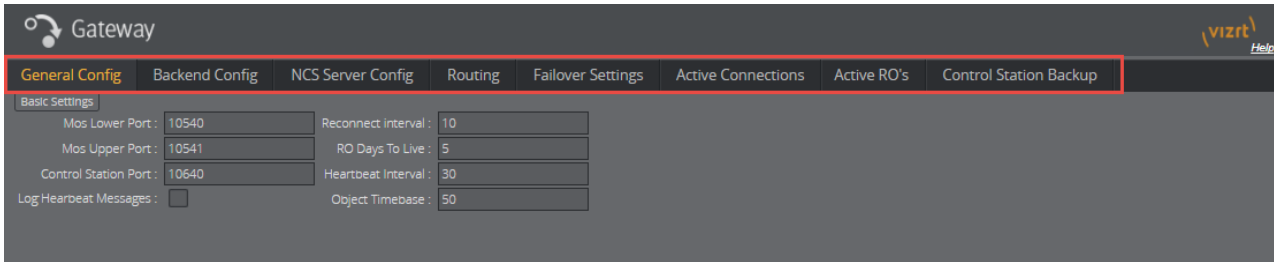 Gateway
vizrt
Help
General Config Backend Config NCS Server Config Routing Failover Settings Active Connections Active RO's Control Station Backup
Basic Settings
Mos Lower Port : 10540 Reconnect interval : 10
Mos Upper Port : 10541 RO Days To Live : 5
Control Station Port : 10640 Heartbeat Interval : 30
Log Hearbeat Messages : Object Timebase : 50